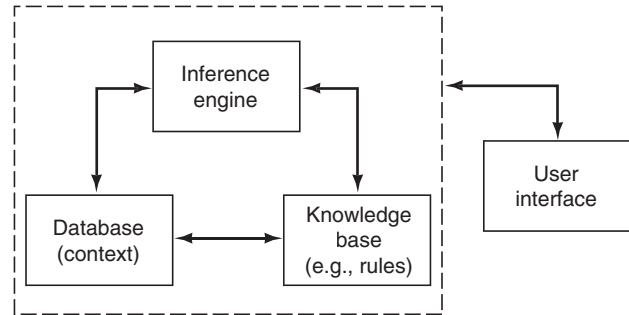 Inference
engine
Database
(context)
Knowledge
base
(e.g., rules)
User
interface